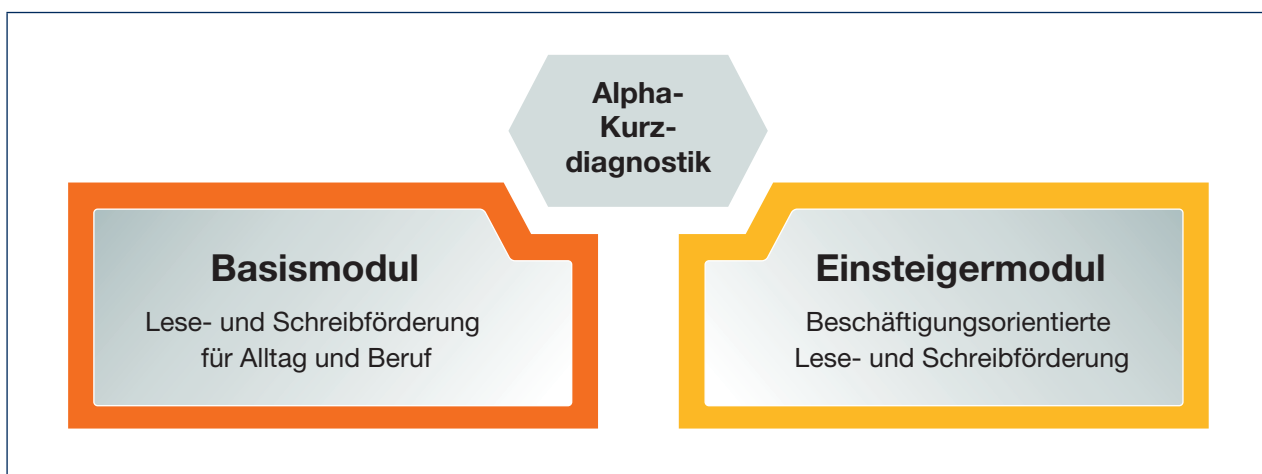 Alpha-
Kurz-
diagnostik
Basismodul
Lese- und Schreibförderung
für Alltag und Beruf
Einsteigermodul
Beschäftigungsorientierte
Lese- und Schreibförderung